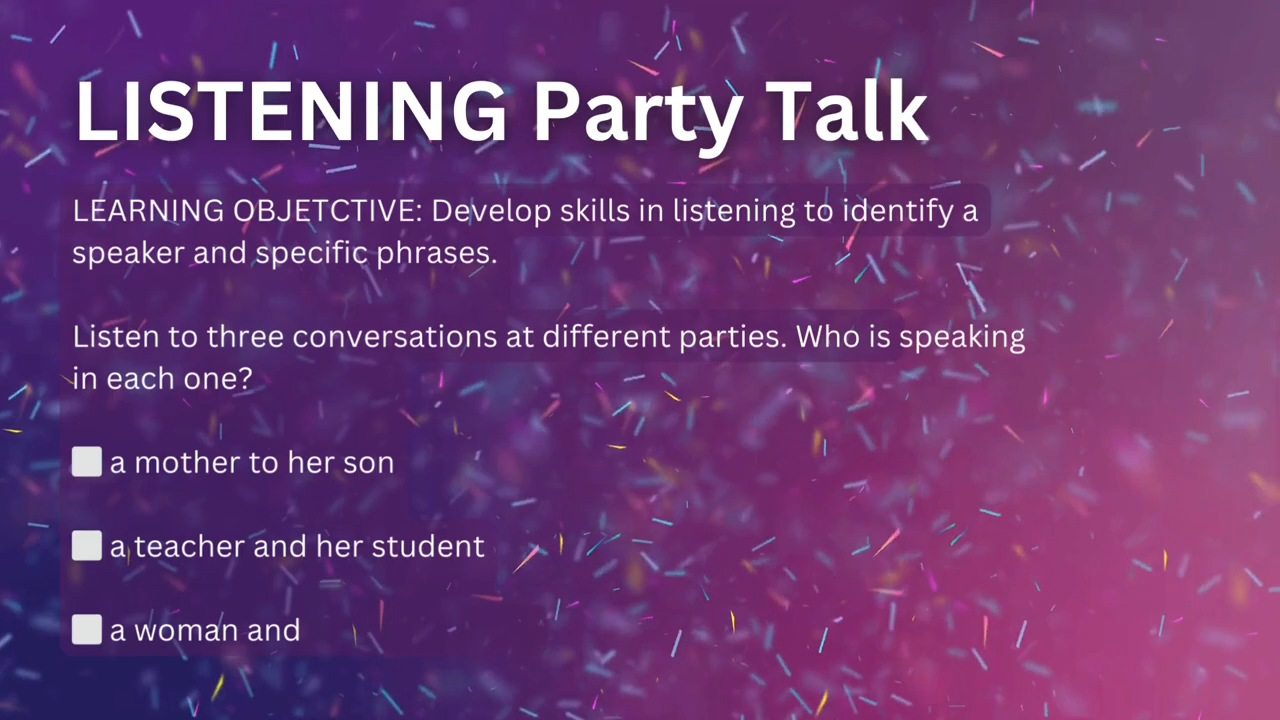 LISTENING Party Talk
LEARNING OBJETCTIVE: Develop skills in listening to identify a
speaker and specific phrases.
Listen to three conversations at different parties. Who is speaking
in each one?
a mother to her son
a teacher and her student
a woman and